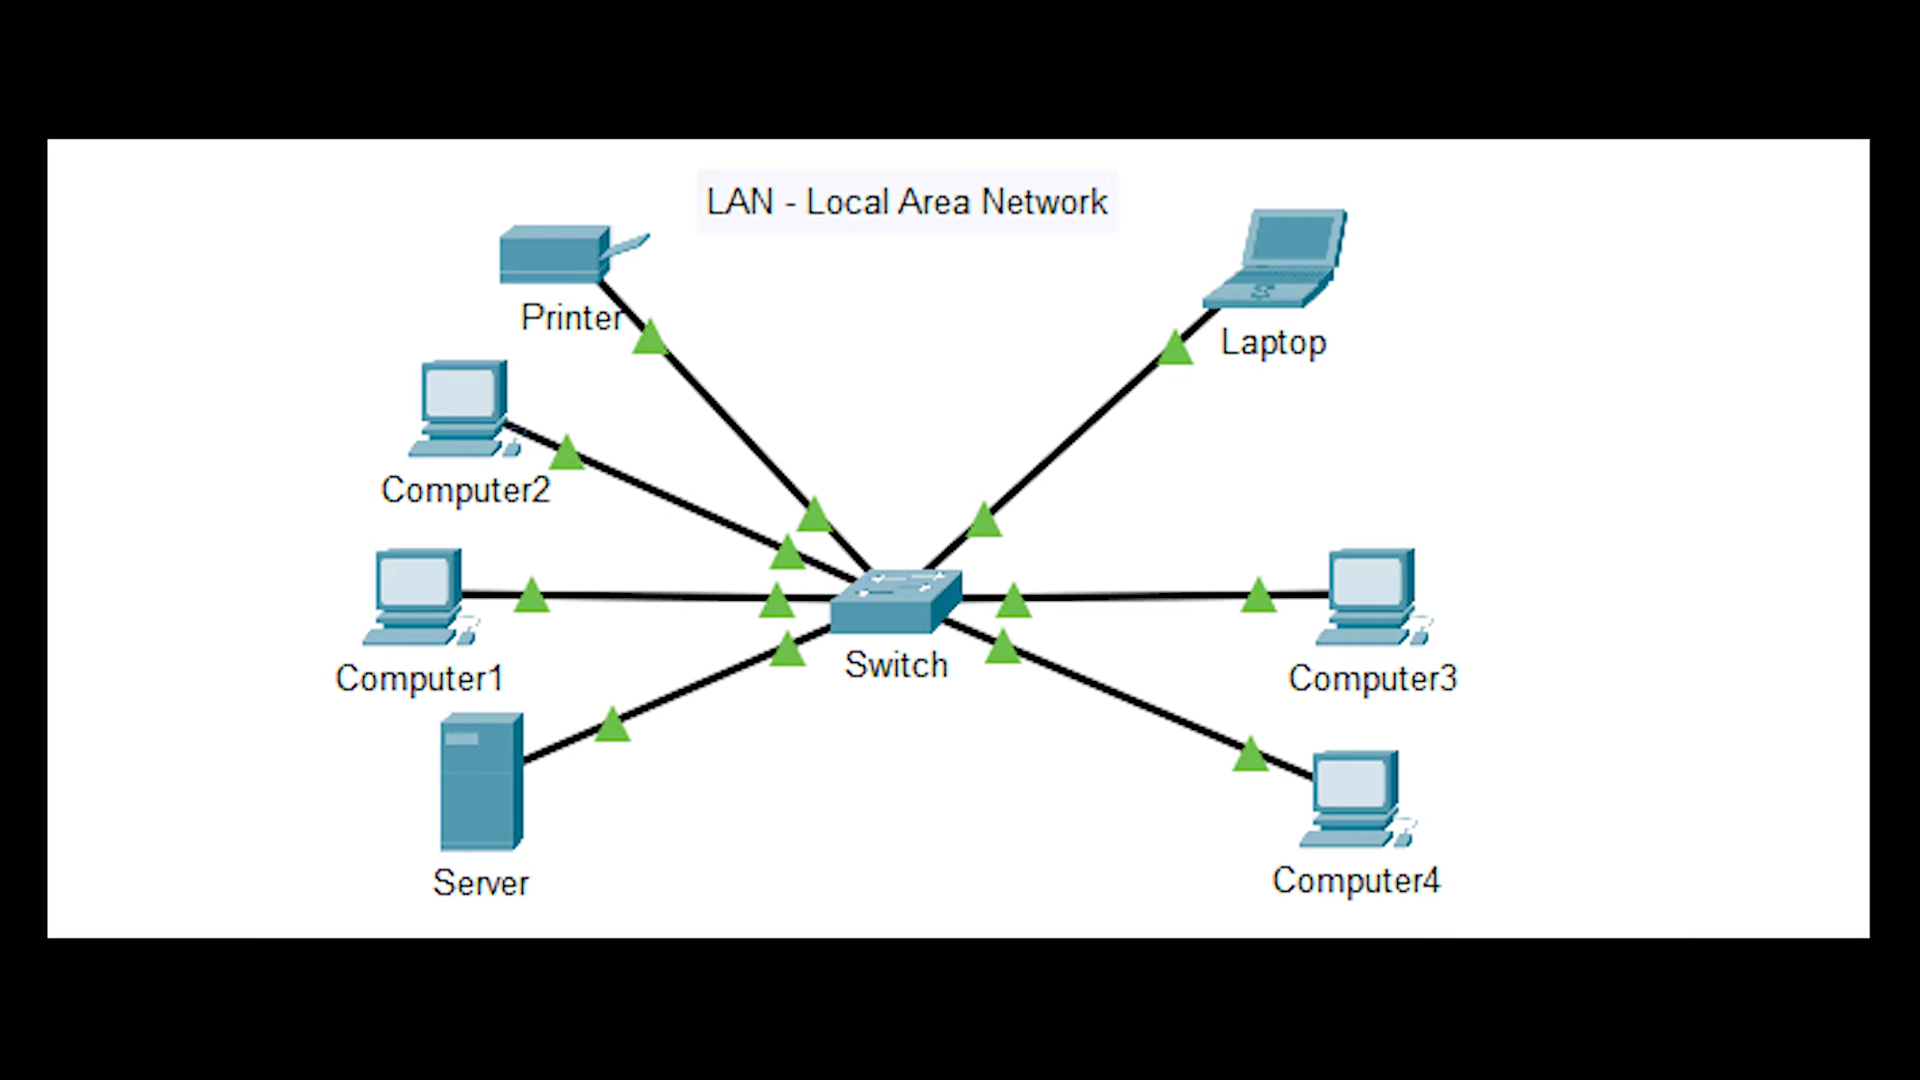 LAN - Local Area Network
Printer
Laptop
Computer2
Switch
Computer1
Computer3
Server
Computer4